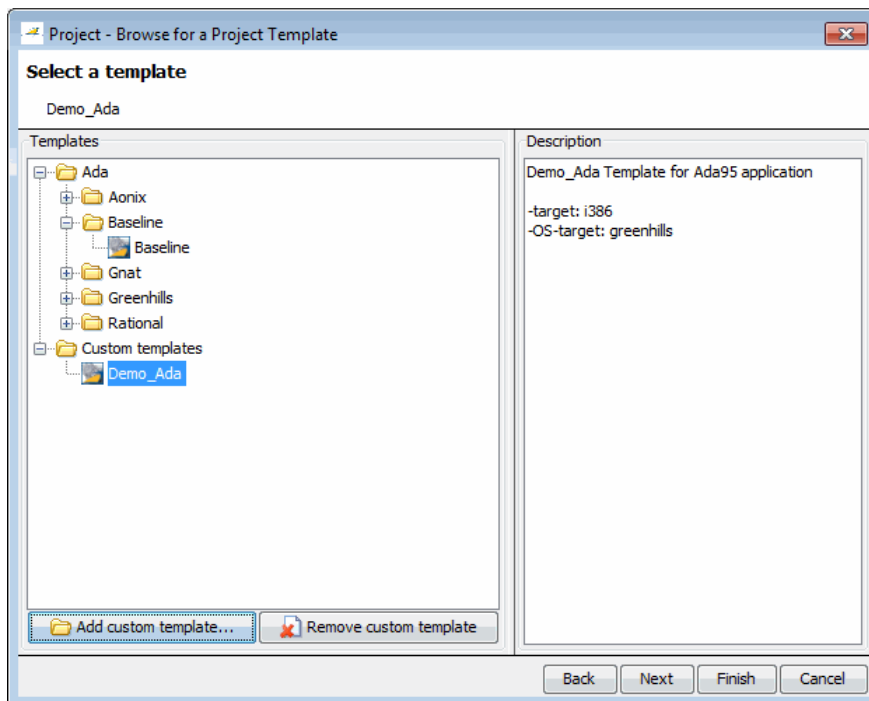 Project - Browse for a Project Template
Select a template
Demo_Ada
Templates
Ada
Aonix
Baseline
Baseline
Gnat
Greenhills
Rational
Custom templates
Demo_Ada
Add custom template...
Remove custom template
Description
Demo_Ada Template for Ada95 application
-target: i386
-OS-target: greenhills
Back
Next
Finish
Cancel